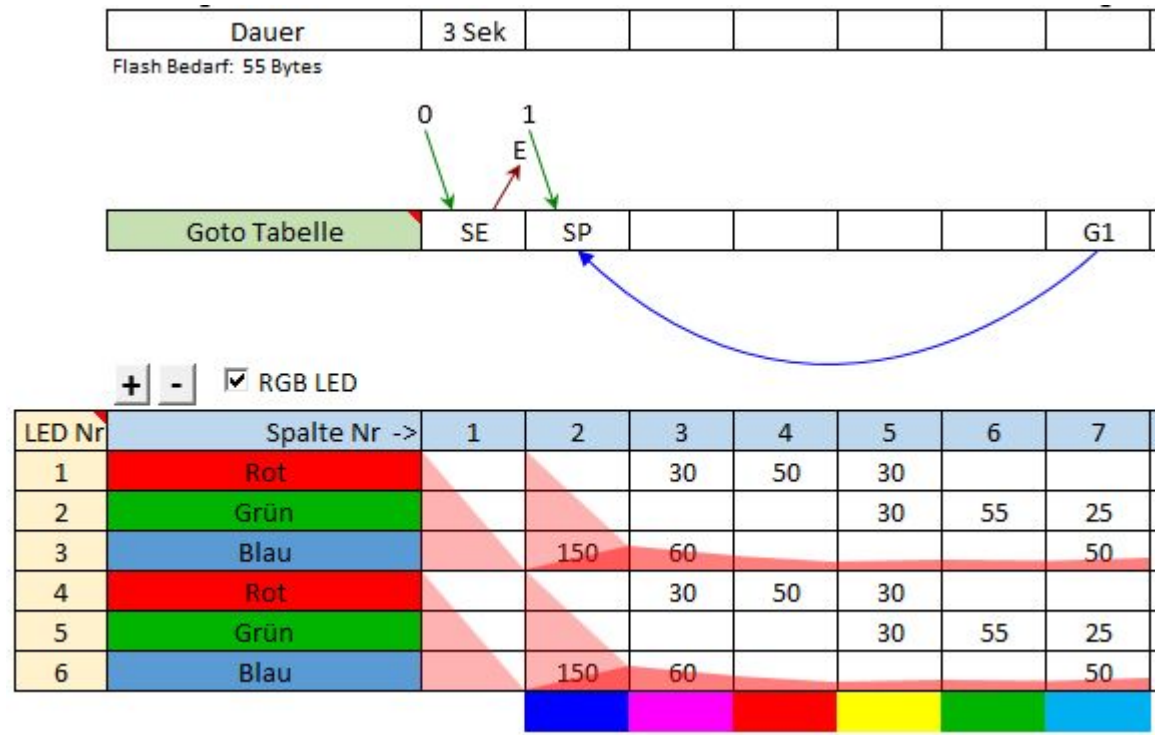 Dauer 3 Sek
Flash Bedarf: 55 Bytes
0 1
E
Goto Tabelle SE SP G1
+ - RGB LED
LED Nr Spalte Nr -> 1 2 3 4 5 6 7
1 Rot 30 50 30
2 Grün 30 55 25
3 Blau 150 60 50
4 Rot 30 50 30
5 Grün 30 55 25
6 Blau 150 60 50